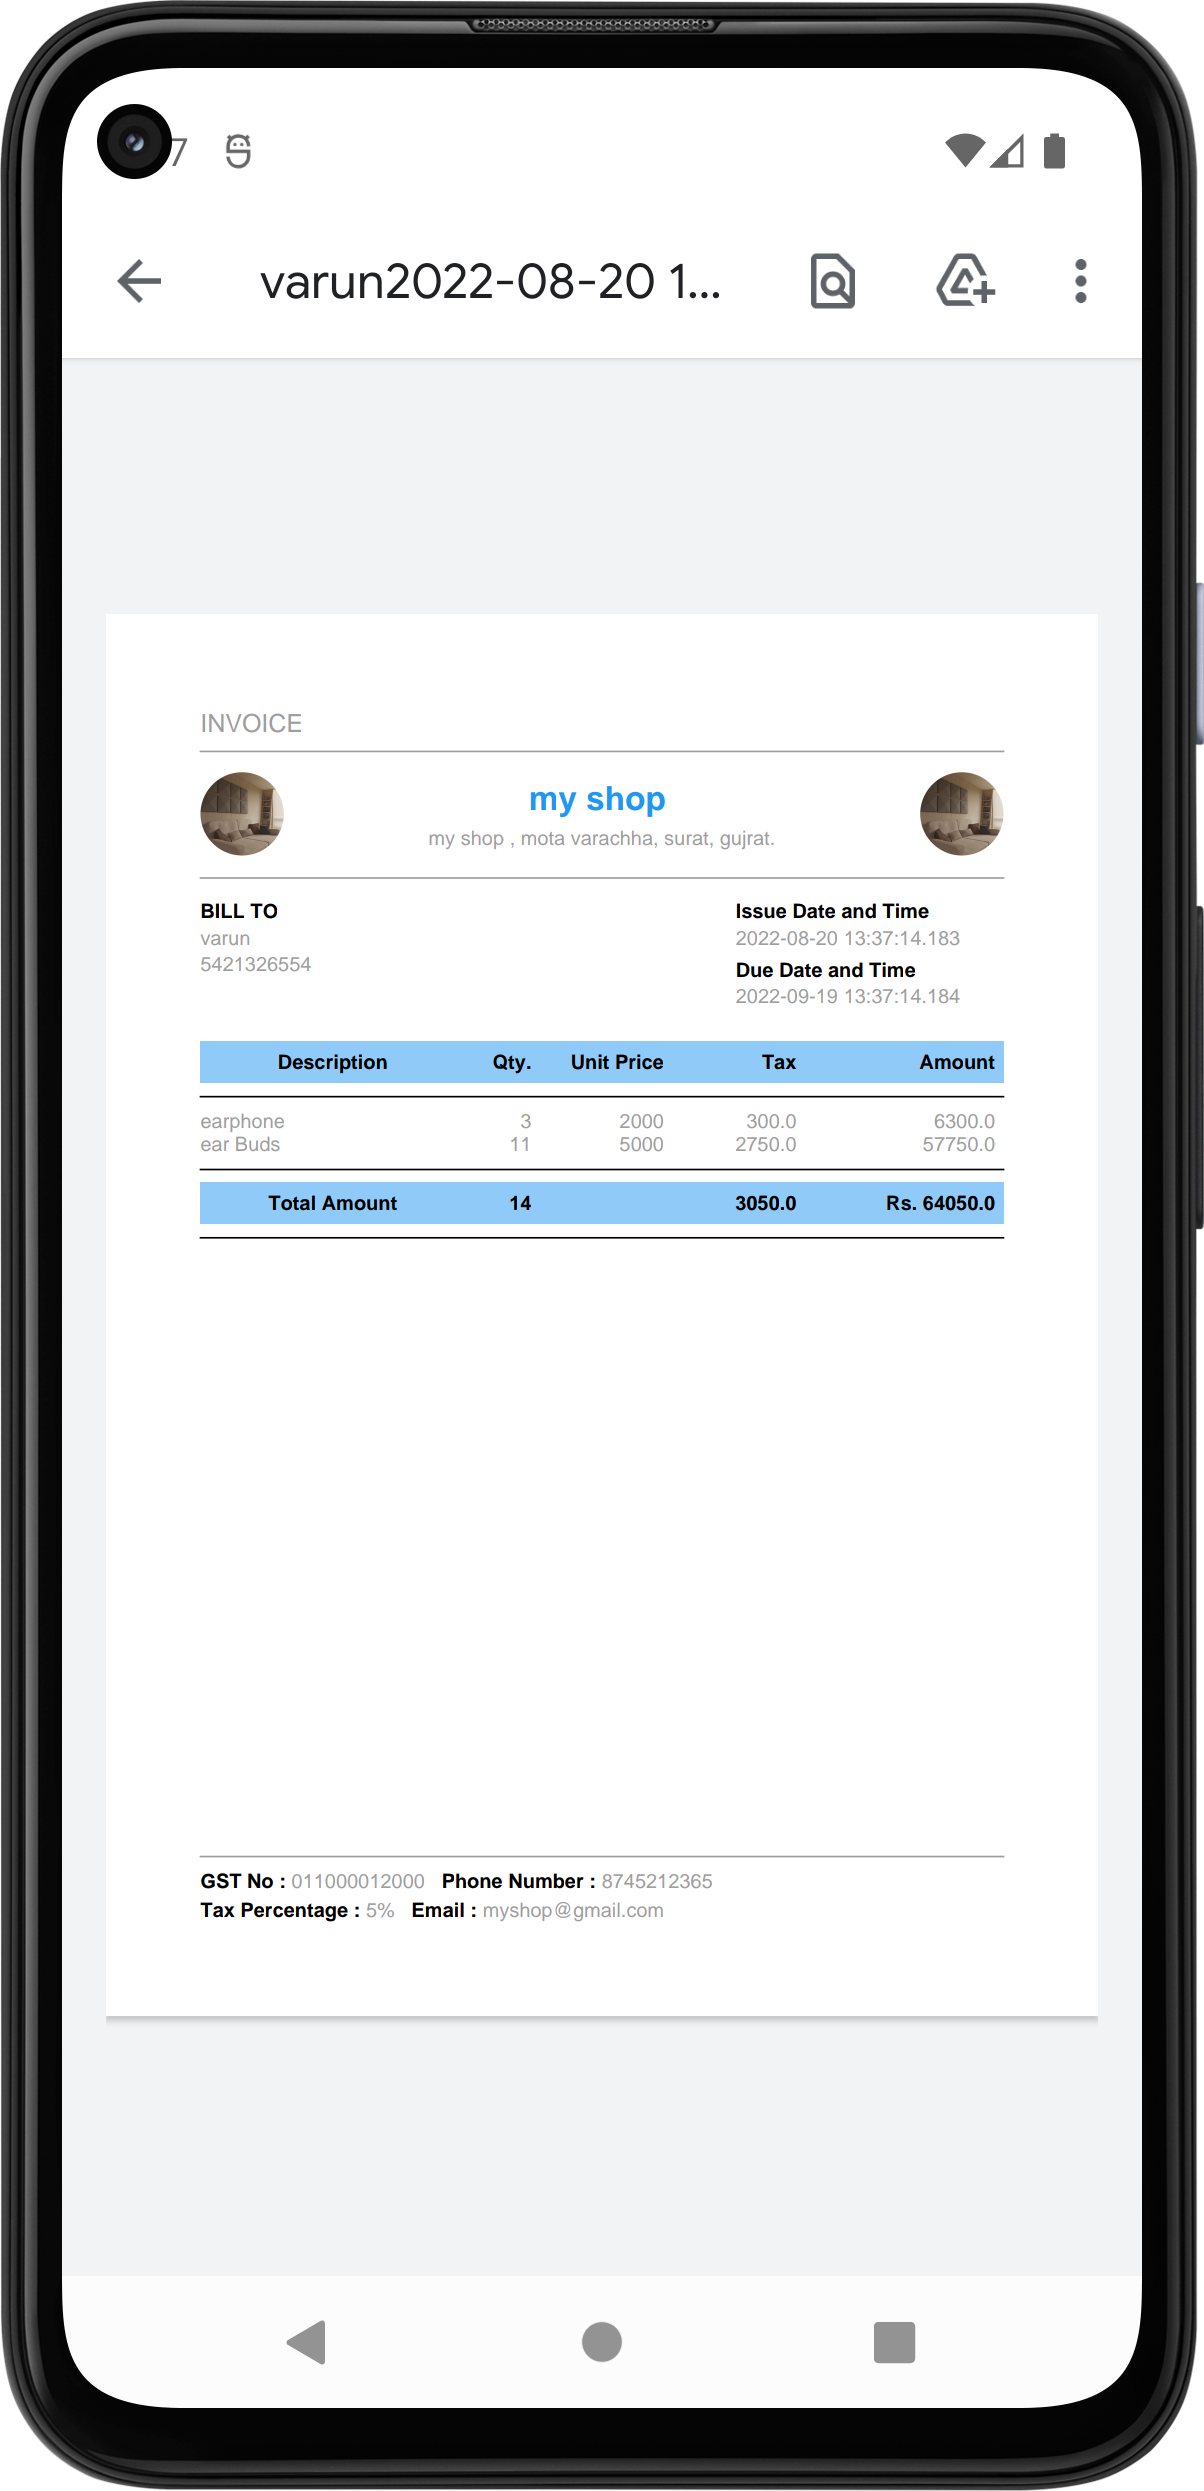 7
varun2022-08-20 1...
INVOICE
my shop
my shop , mota varachha, surat, gujrat.
BILL TO
varun
5421326554
Issue Date and Time
2022-08-20 13:37:14.183
Due Date and Time
2022-09-19 13:37:14.184
Description Qty. Unit Price Tax Amount
earphone 3 2000 300.0 6300.0
ear Buds 11 5000 2750.0 57750.0
Total Amount 14 3050.0 Rs. 64050.0
GST No : 011000012000 Phone Number : 8745212365
Tax Percentage : 5% Email : myshop@gmail.com